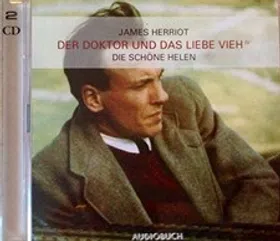 2
CD
JAMES HERRIOT
DER DOKTOR UND DAS LIEBE VIEH
DIE SCHÖNE HELEN
AUDIOBUCH